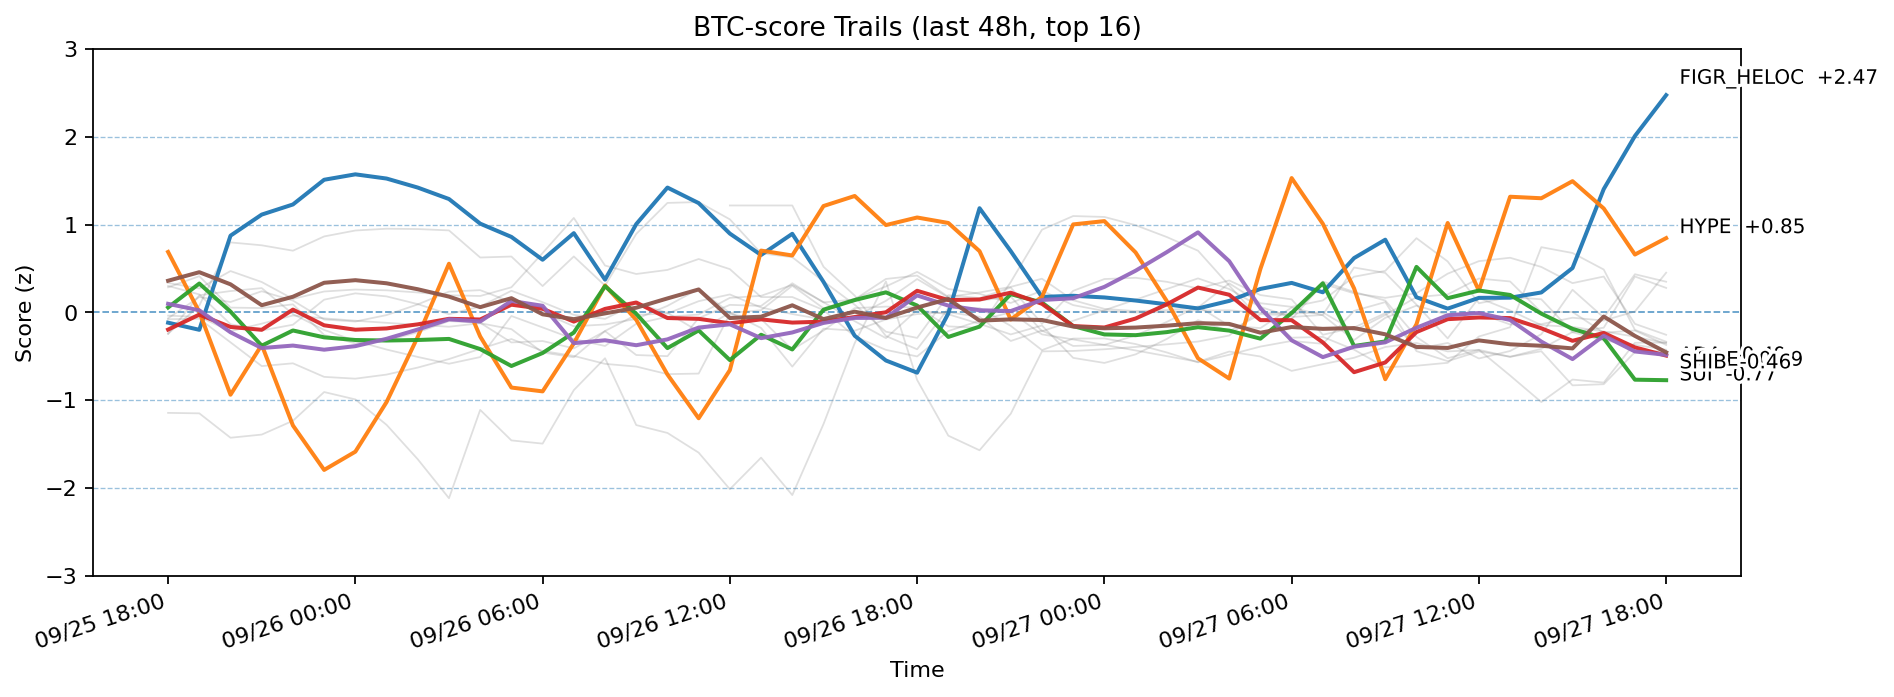 BTC-score Trails (last 48h, top 16)
3
2
1
0
−1
−2
−3
Score (z)
FIGR_HELOC +2.47
HYPE +0.85
SUI -0.77
09/25 18:00
09/26 00:00
09/26 06:00
09/26 12:00
09/26 18:00
09/27 00:00
09/27 06:00
09/27 12:00
09/27 18:00
Time